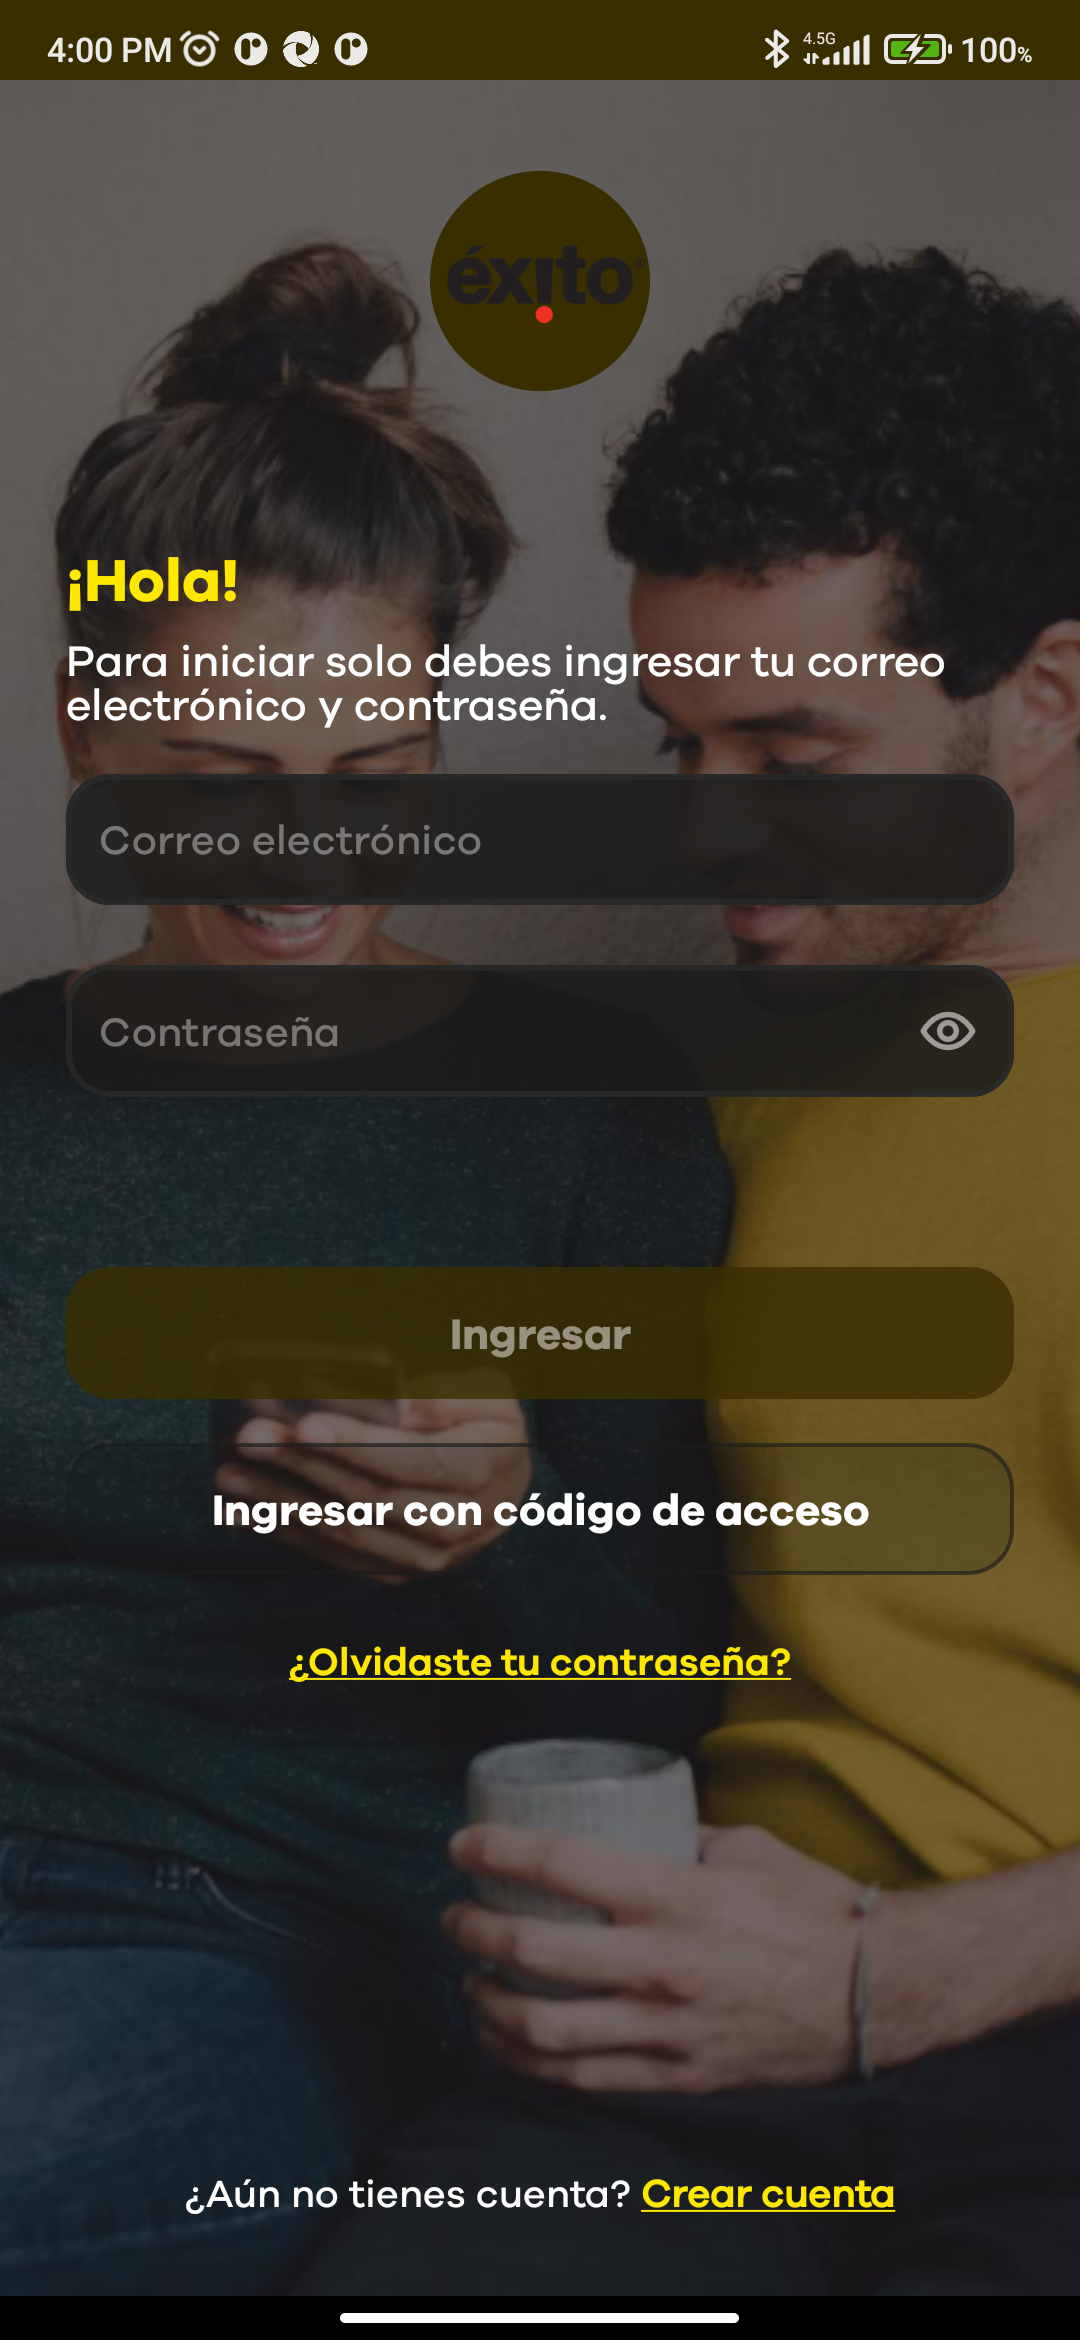 4:00 PM
4.5G
100%
éxito®
¡Hola!
Para iniciar solo debes ingresar tu correo
electrónico y contraseña.
Correo electrónico
Contraseña
Ingresar
Ingresar con código de acceso
¿Olvidaste tu contraseña?
¿Aún no tienes cuenta? Crear cuenta